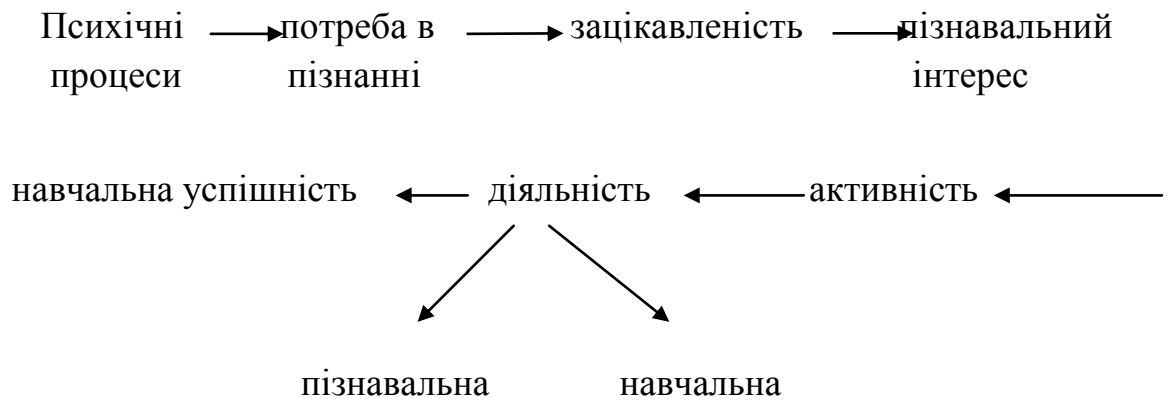 Психічні потреба в зацікавленість пізнавальний
процеси пізнанні інтерес
навчальна успішність діяльність активність
пізнавальна навчальна